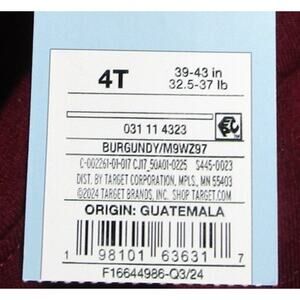 4T
39-43 in
32.5-37 lb
031 11 4323
BURGUNDY/M9WZ97
C-002261-01-017 CJ17_50A01-0225 S445-0023
DIST. BY TARGET CORPORATION, MPLS., MN 55403
©2024 TARGET BRANDS, INC. SHOP TARGET.COM
ORIGIN: GUATEMALA
1 98101 63631 7
F16644986-Q3/24